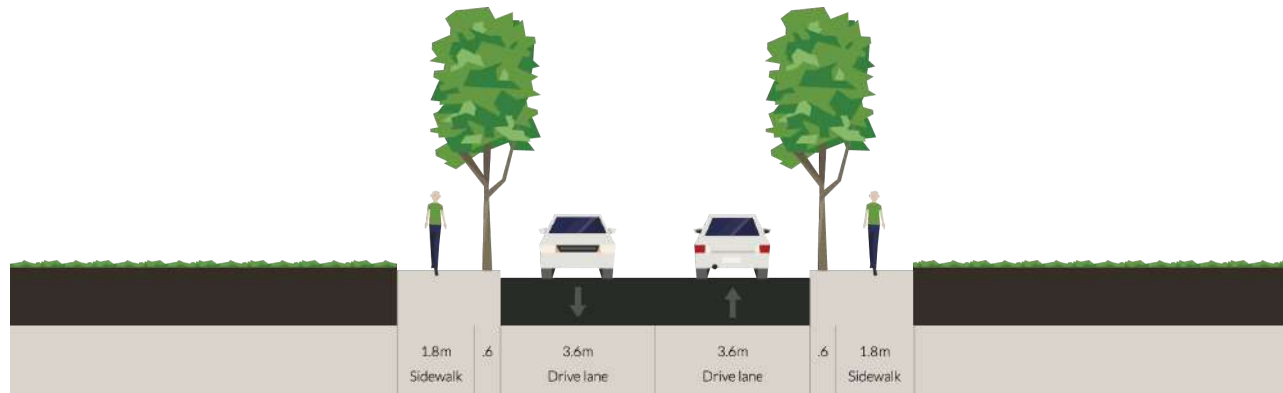 1.8m .6 3.6m 3.6m .6 1.8m
Sidewalk Drive lane Drive lane Sidewalk